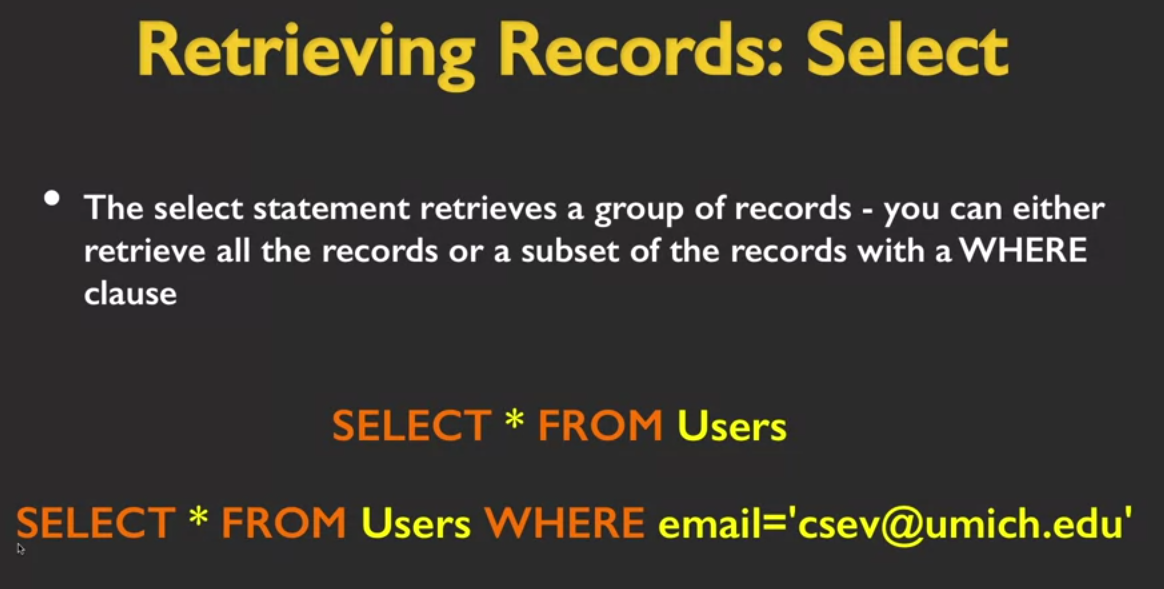 Retrieving Records: Select
• The select statement retrieves a group of records - you can either
retrieve all the records or a subset of the records with a WHERE
clause
SELECT * FROM Users
SELECT * FROM Users WHERE email='csev@umich.edu'